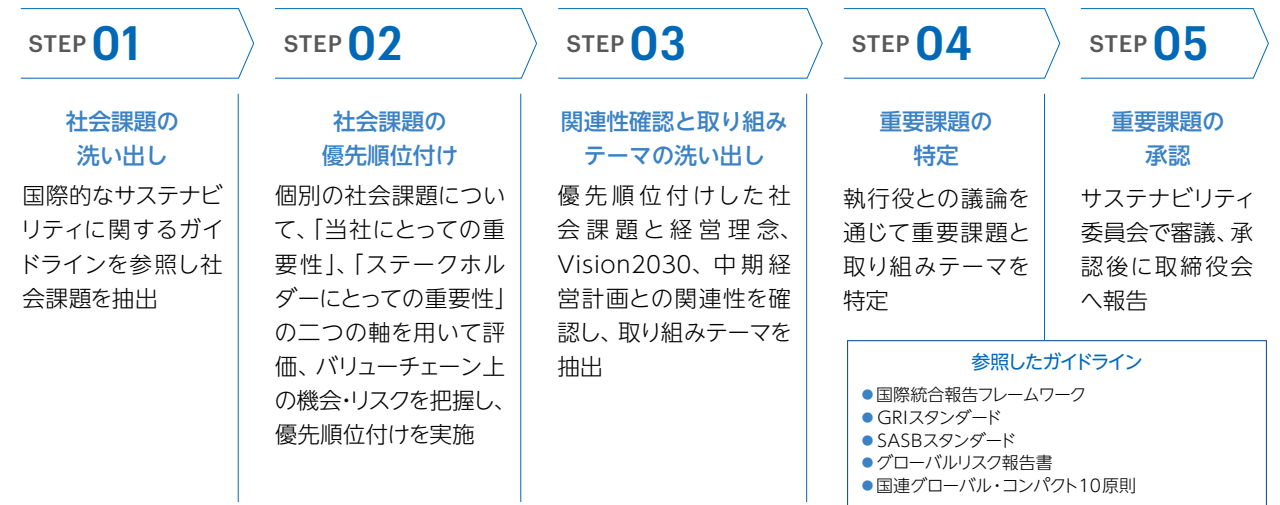 STEP 01
社会課題の
洗い出し
国際的なサステナビ
リティに関するガイ
ドラインを参照し社
会課題を抽出
STEP 02
社会課題の
優先順位付け
個別の社会課題につい
て、「当社にとっての重
要性」、「ステークホル
ダーにとっての重要性」
の二つの軸を用いて評
価、バリューチェーン上
の機会・リスクを把握し、
優先順位付けを実施
STEP 03
関連性確認と取り組み
テーマの洗い出し
優先順位付けした社
会課題と経営理念、
Vision2030、中期経
営計画との関連性を確
認し、取り組みテーマを
抽出
STEP 04
重要課題の
特定
執行役との議論を
通じて重要課題と
取り組みテーマを
特定
STEP 05
重要課題の
承認
サステナビリティ
委員会で審議、承
認後に取締役会
へ報告
参照したガイドライン
●国際統合報告フレームワーク
●GRIスタンダード
●SASBスタンダード
●グローバルリスク報告書
●国連グローバル・コンパクト10原則